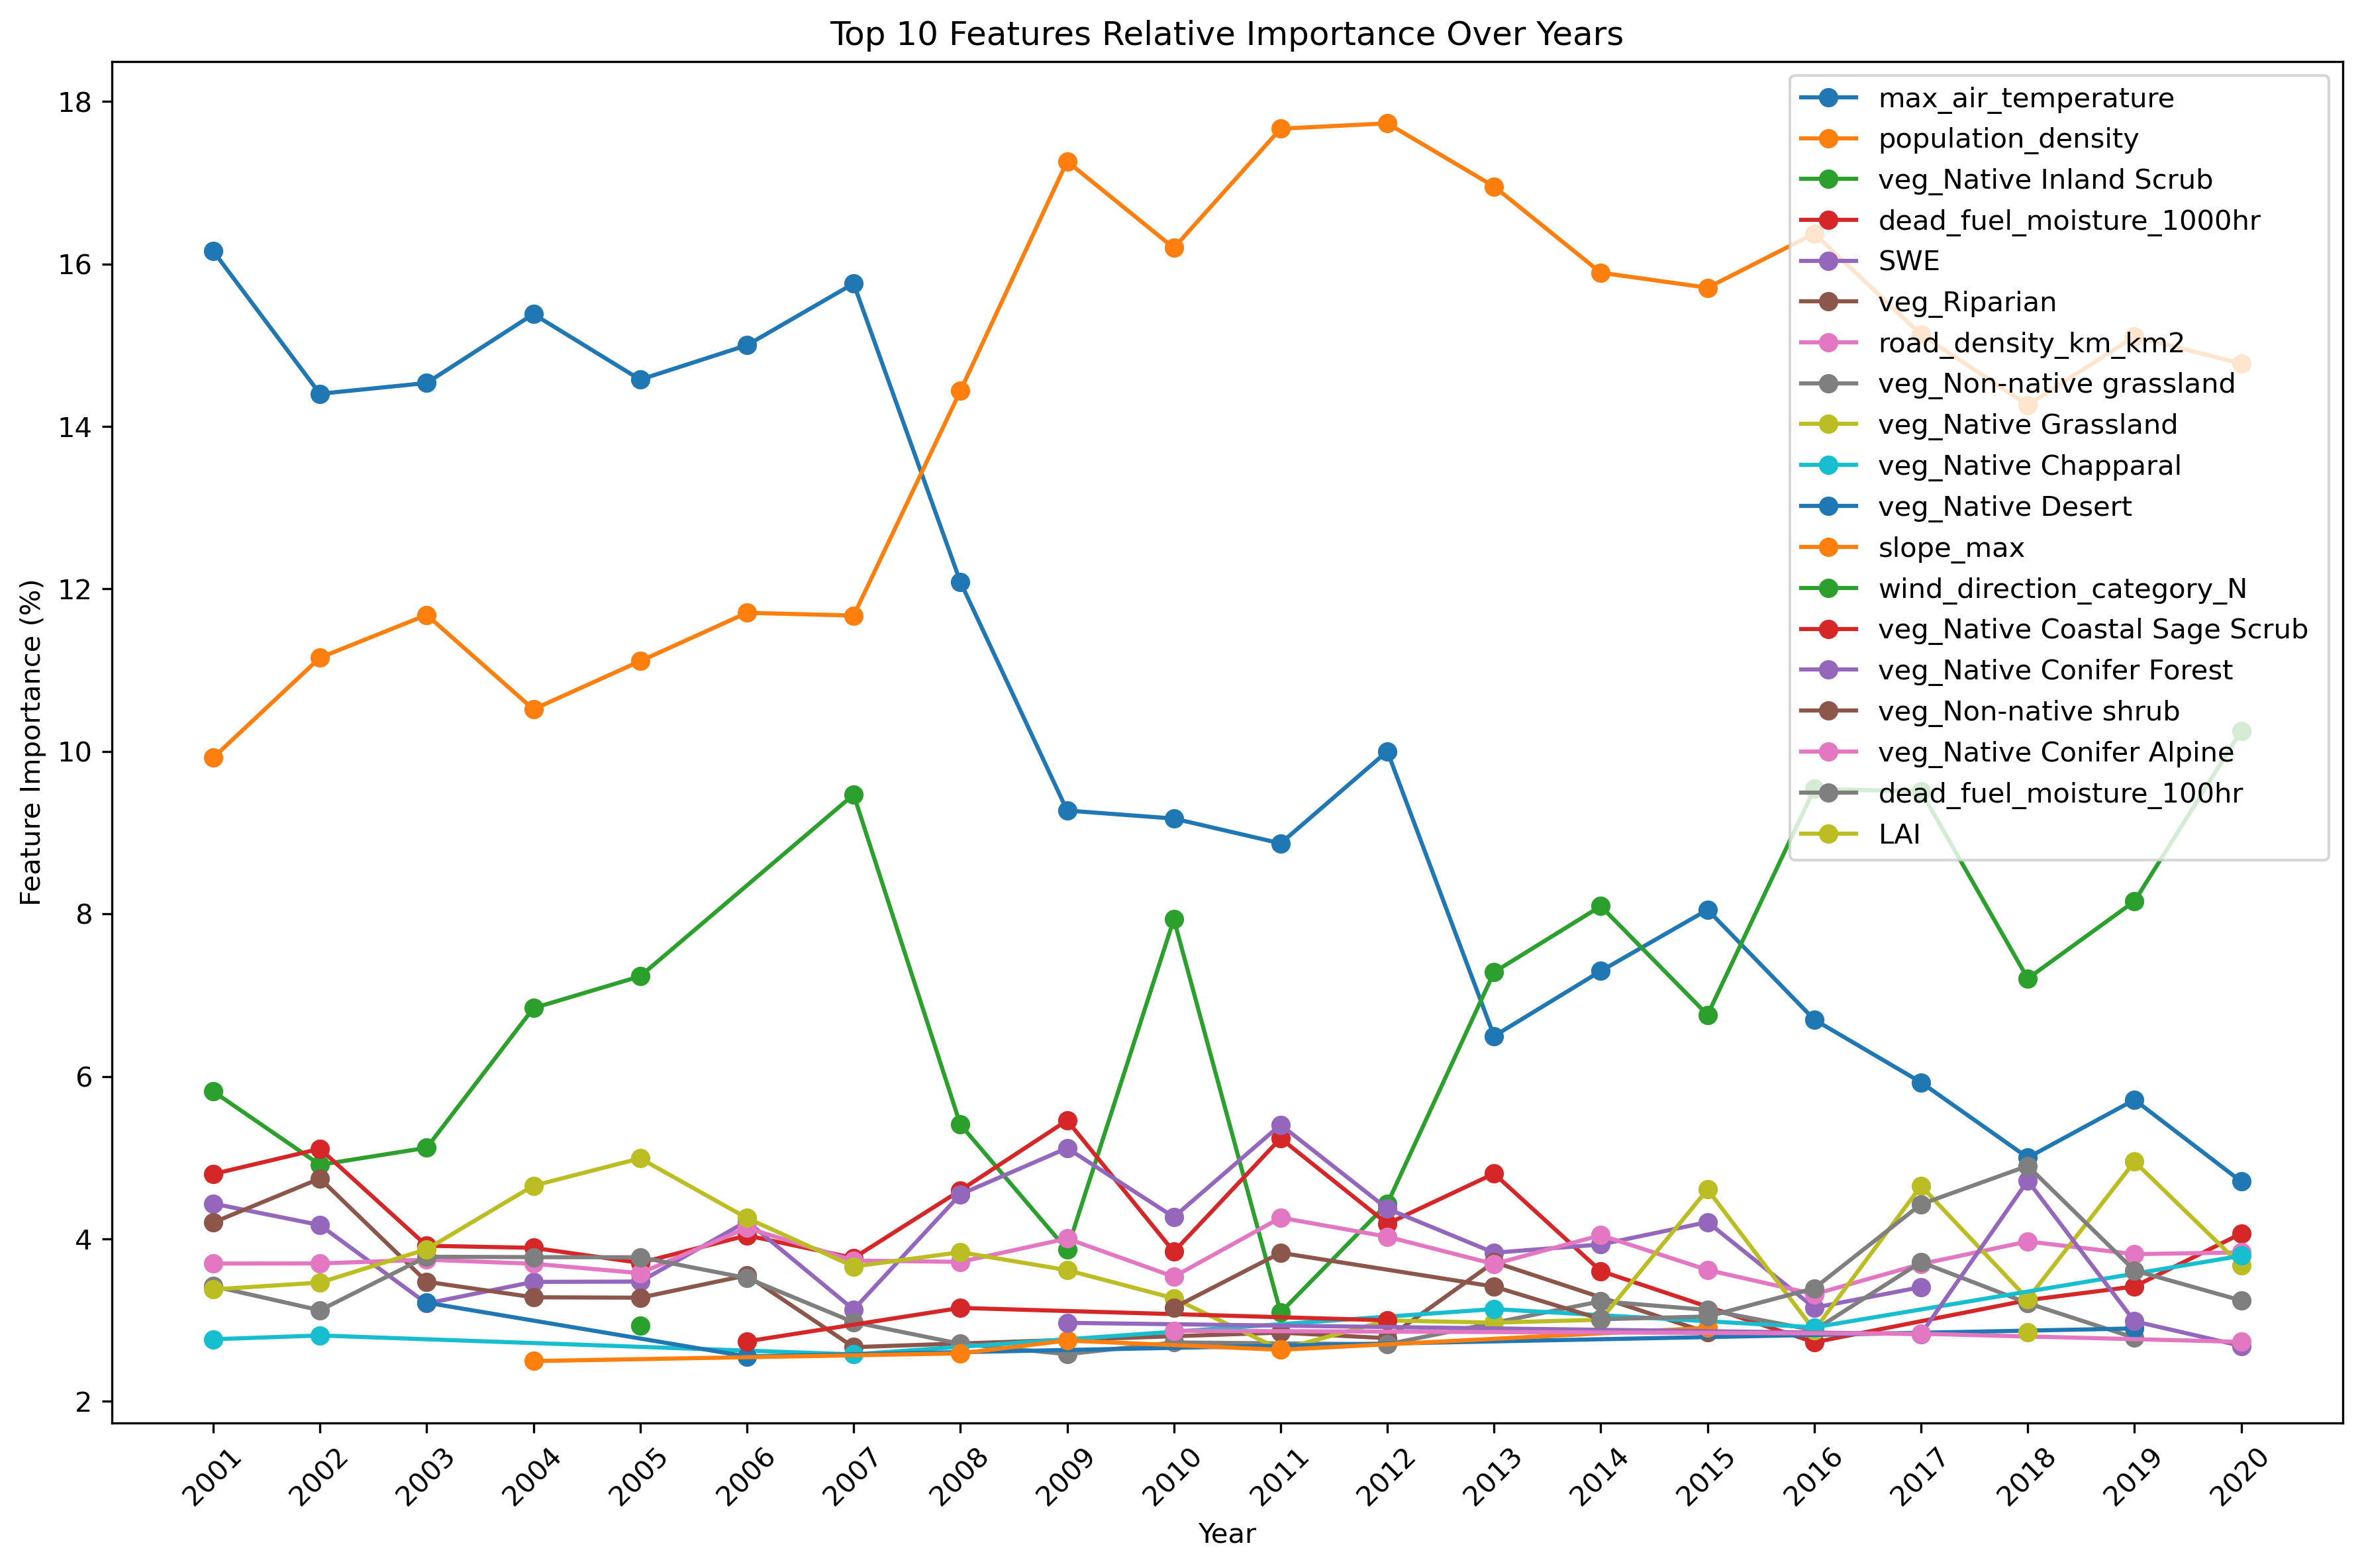 Top 10 Features Relative Importance Over Years
18
16
14
12
10
8
6
4
2
Feature Importance (%)
max_air_temperature
population_density
veg_Native Inland Scrub
dead_fuel_moisture_1000hr
SWE
veg_Riparian
road_density_km_km2
veg_Non-native grassland
veg_Native Grassland
veg_Native Chapparal
veg_Native Desert
slope_max
wind_direction_category_N
veg_Native Coastal Sage Scrub
veg_Native Conifer Forest
veg_Non-native shrub
veg_Native Conifer Alpine
dead_fuel_moisture_100hr
LAI
2001 2002 2003 2004 2005 2006 2007 2008 2009 2010 2011 2012 2013 2014 2015 2016 2017 2018 2019 2020
Year